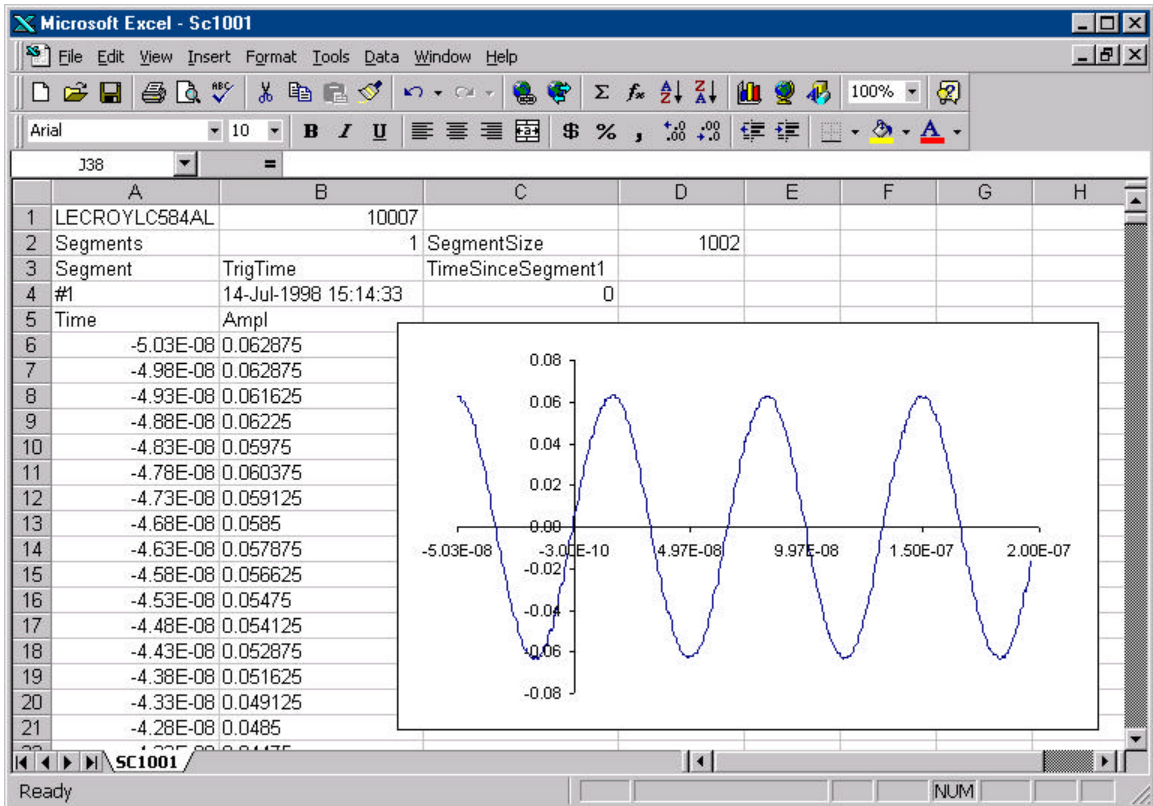 Microsoft Excel - Sc1001
File Edit View Insert Format Tools Data Window Help
ABC Σ fx A Z Z A 100%
Arial 10 B I U $ % , .0 .00 .00 .0 A
J38 =
A B C D E F G H
1 LECROYLC584AL 10007
2 Segments 1 SegmentSize 1002
3 Segment TrigTime TimeSinceSegment1
4 #1 14-Jul-1998 15:14:33 0
5 Time Ampl
6 -5.03E-08 0.062875
7 -4.98E-08 0.062875
8 -4.93E-08 0.061625
9 -4.88E-08 0.06225
10 -4.83E-08 0.05975
11 -4.78E-08 0.060375
12 -4.73E-08 0.059125
13 -4.68E-08 0.0585
14 -4.63E-08 0.057875
15 -4.58E-08 0.056625
16 -4.53E-08 0.05475
17 -4.48E-08 0.054125
18 -4.43E-08 0.052875
19 -4.38E-08 0.051625
20 -4.33E-08 0.049125
21 -4.28E-08 0.0485
0.08
0.06
0.04
0.02
0.00
-5.03E-08 -3.00E-10 4.97E-08 9.97E-08 1.50E-07 2.00E-07
-0.02
-0.04
-0.06
-0.08
SC1001
Ready NUM